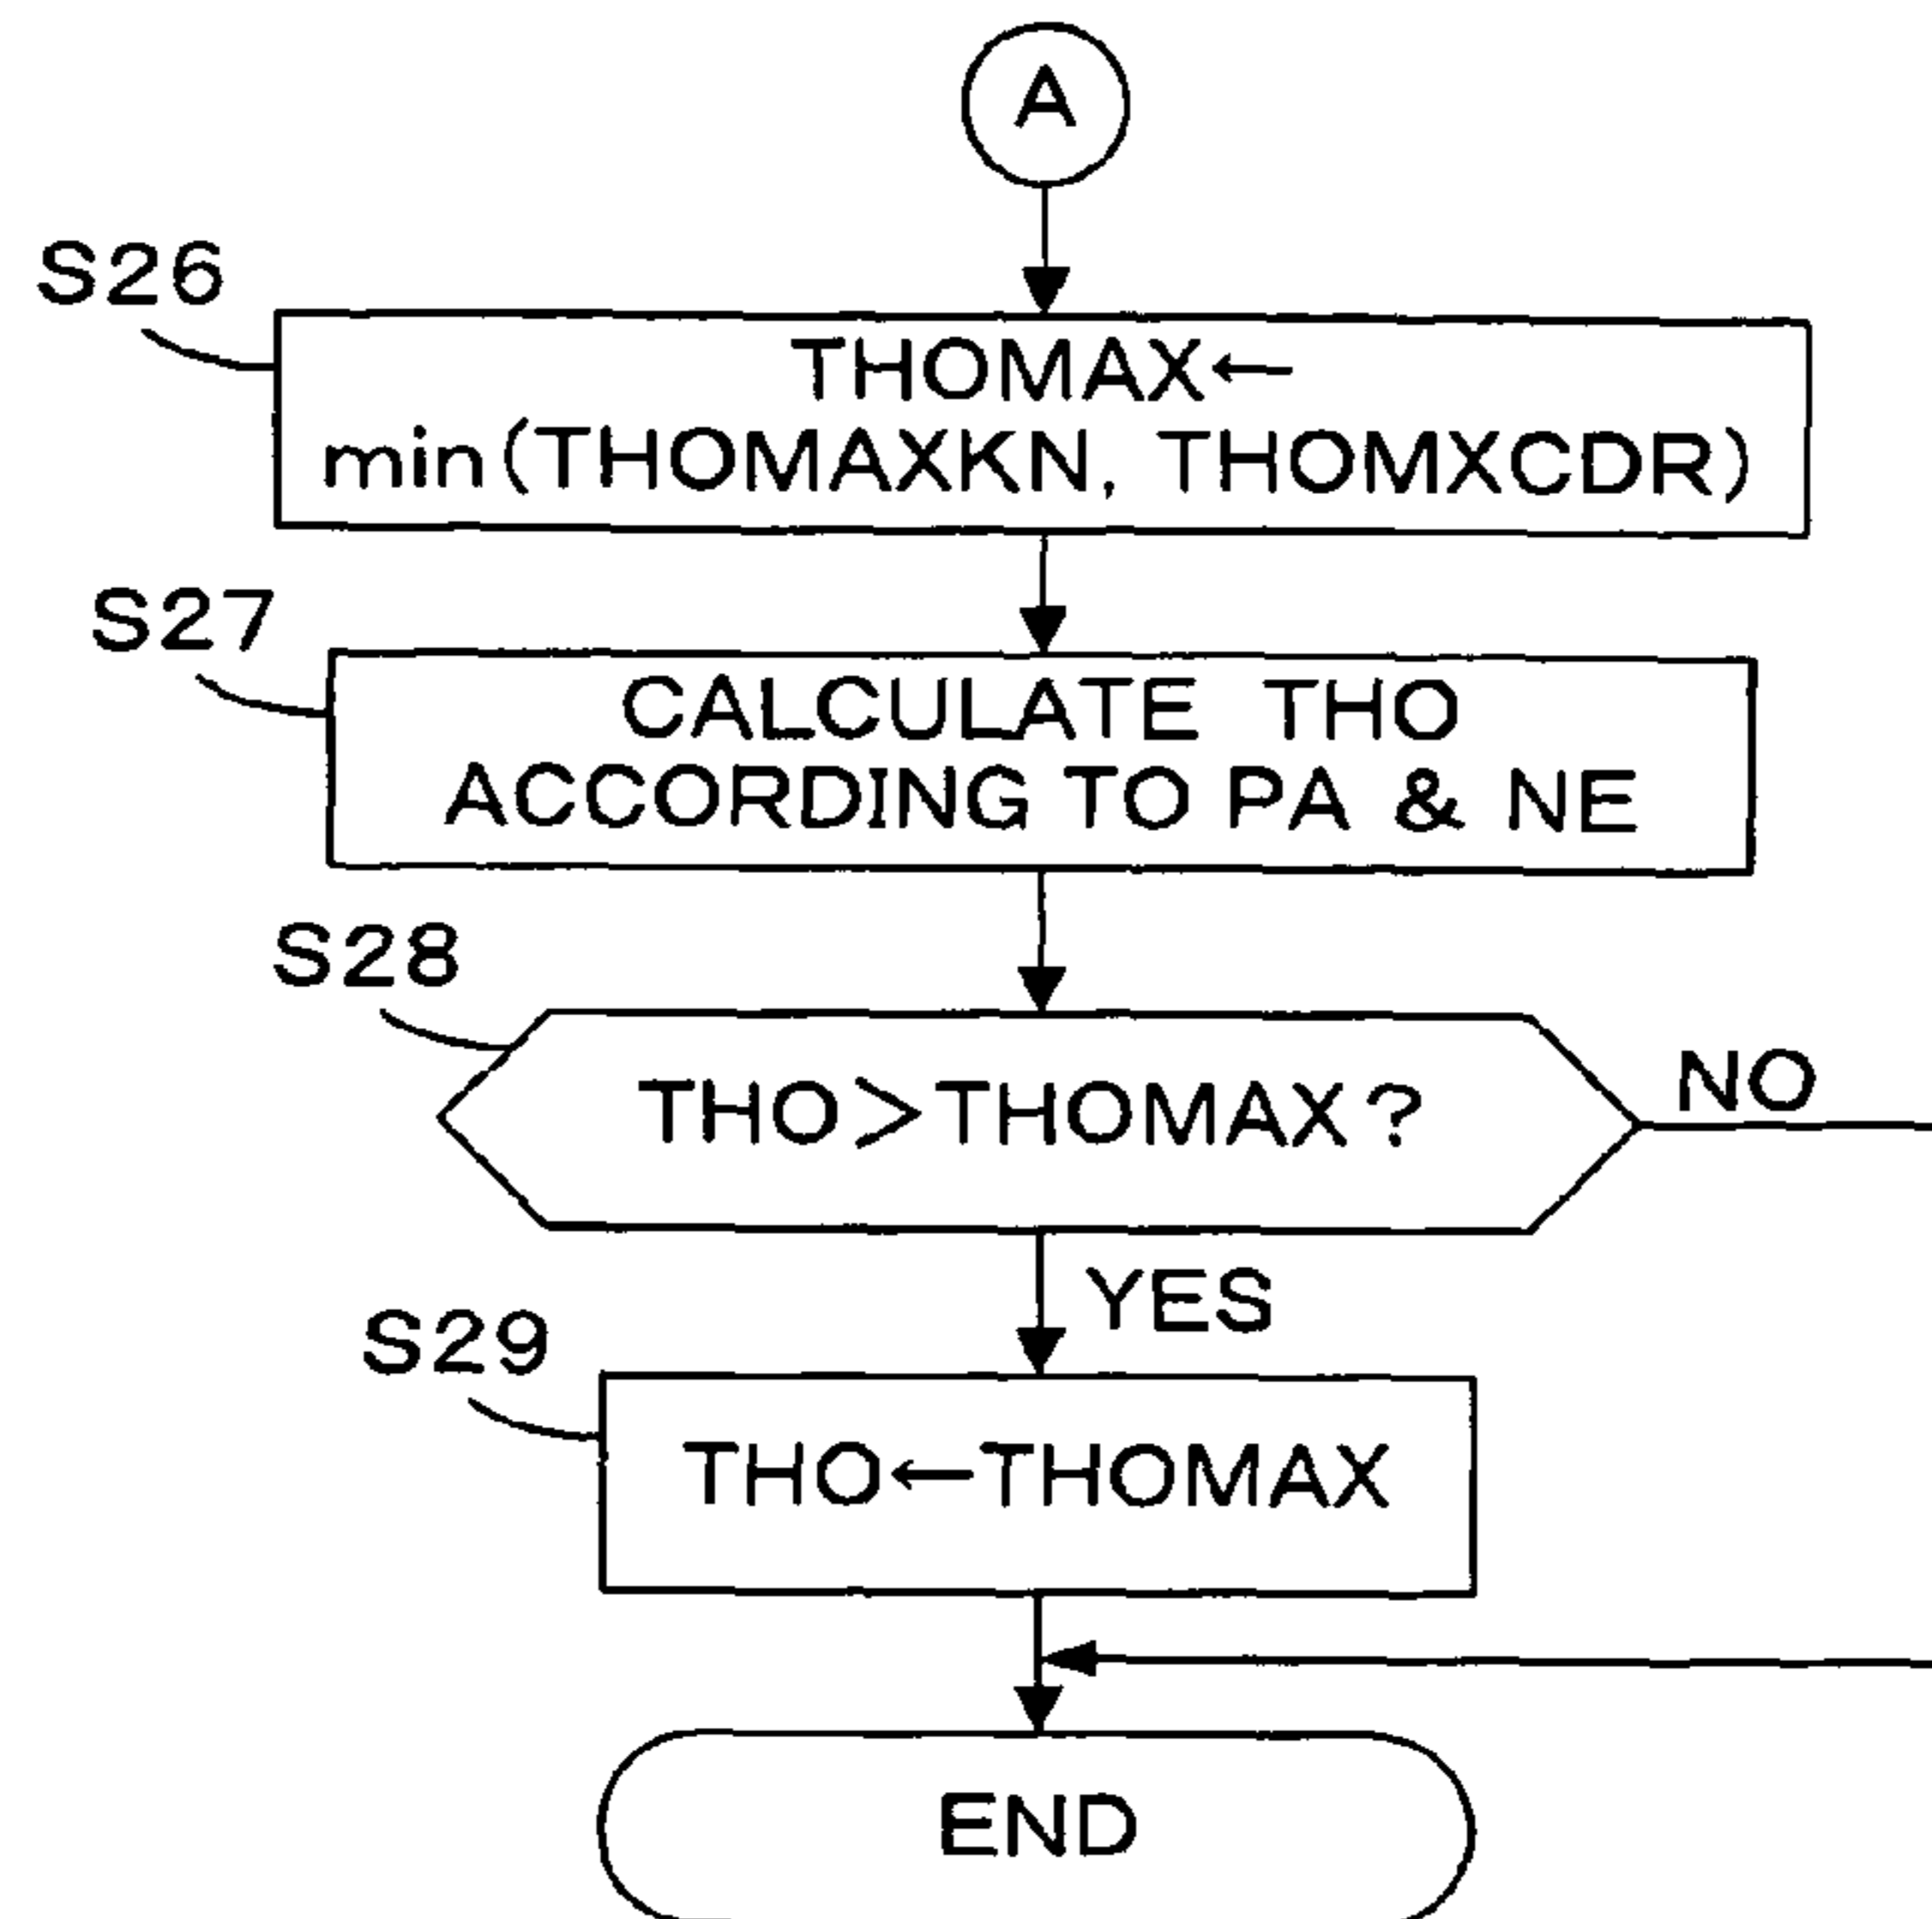 A
S26
THOMAX←
min(THOMAXKN, THOMXCDR)
S27
CALCULATE THO
ACCORDING TO PA & NE
S28
THO>THOMAX?
NO
YES
S29
THO←THOMAX
END